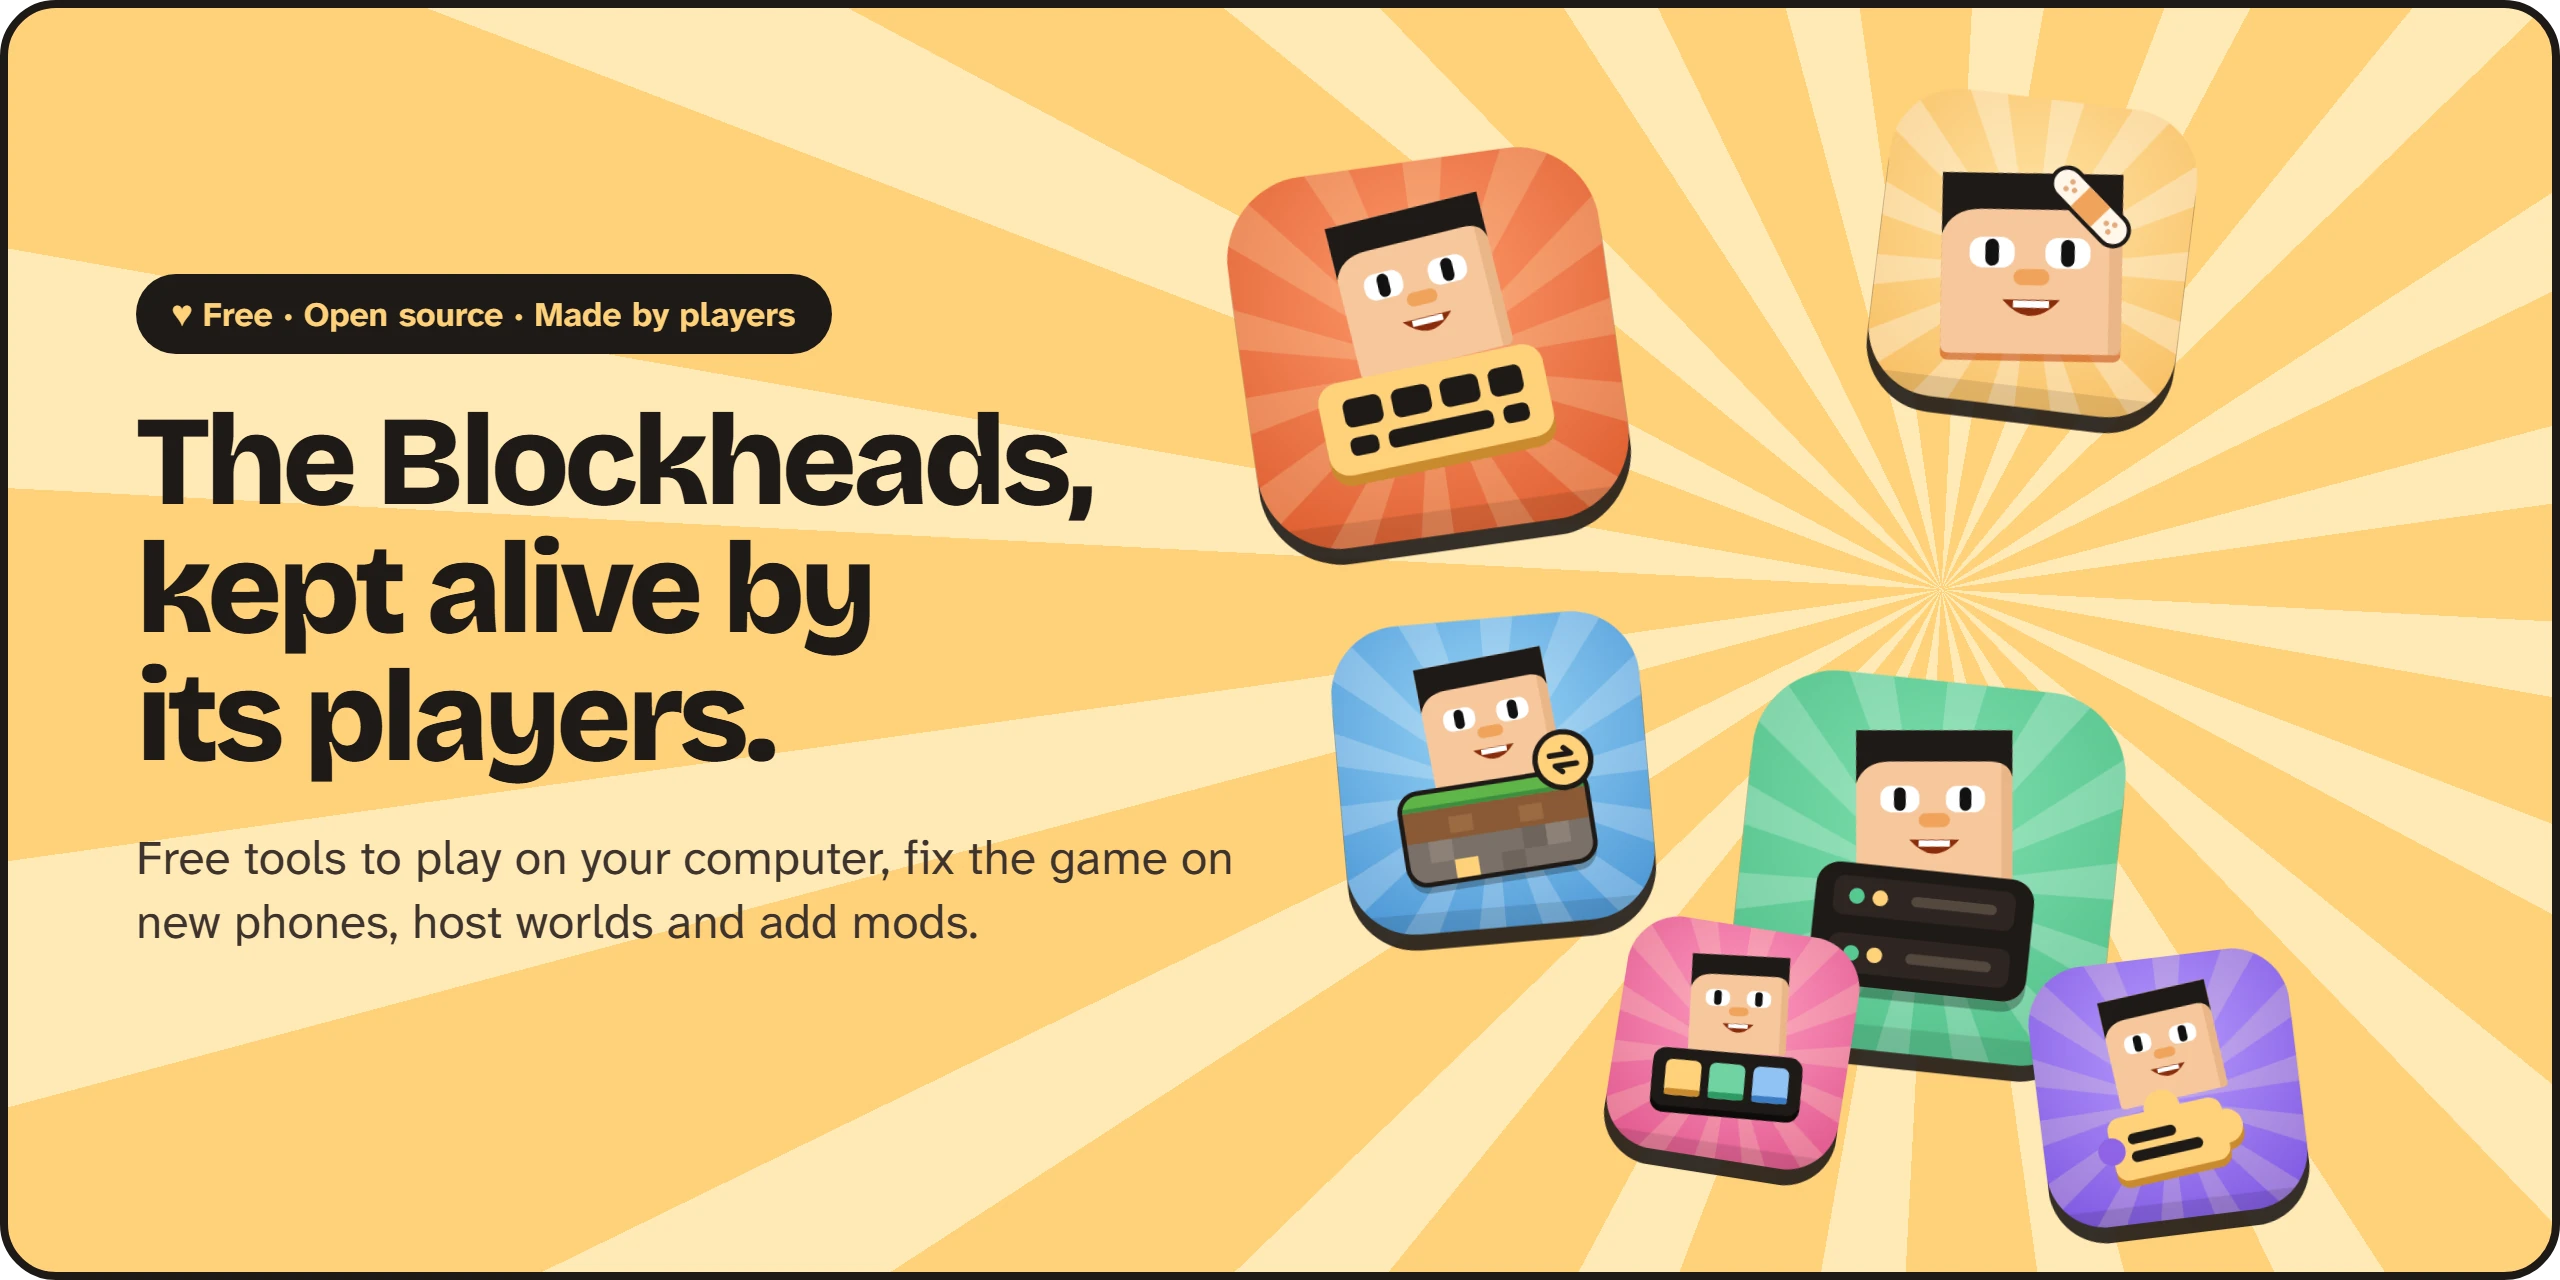 ♥ Free · Open source · Made by players
The Blockheads,
kept alive by
its players.
Free tools to play on your computer, fix the game on
new phones, host worlds and add mods.